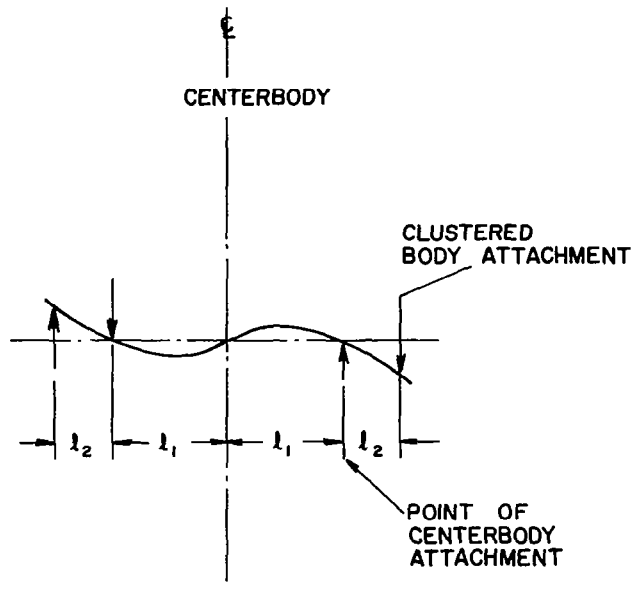 ℄
CENTERBODY
CLUSTERED
BODY ATTACHMENT
l₂ l₁ l₁ l₂
POINT OF
CENTERBODY
ATTACHMENT